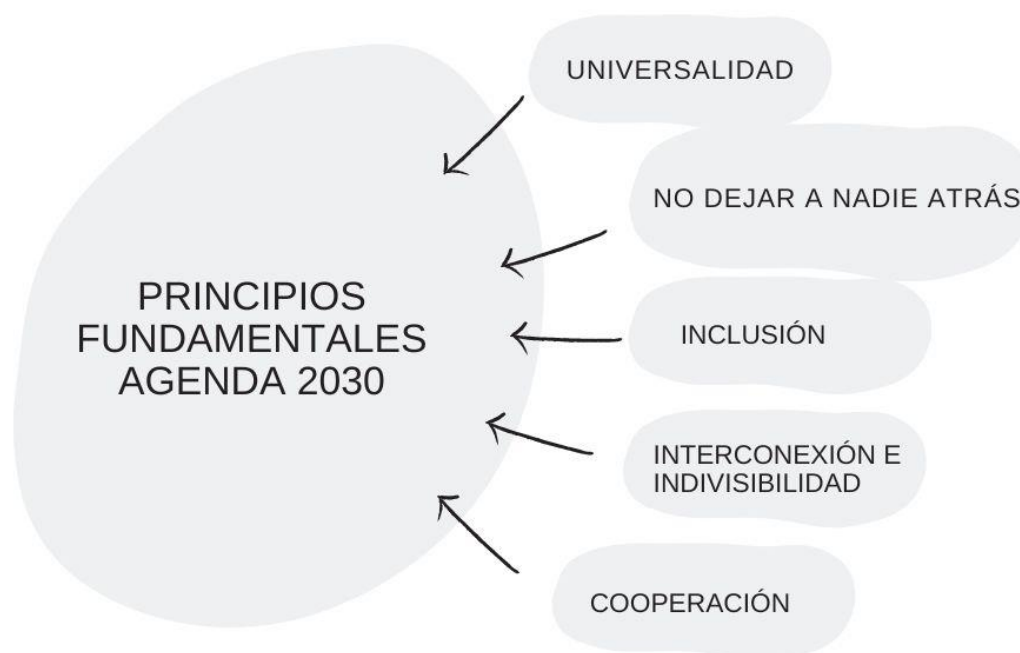 UNIVERSALIDAD
NO DEJAR A NADIE ATRÁS
PRINCIPIOS
FUNDAMENTALES
AGENDA 2030
INCLUSIÓN
INTERCONEXIÓN E
INDIVISIBILIDAD
COOPERACIÓN